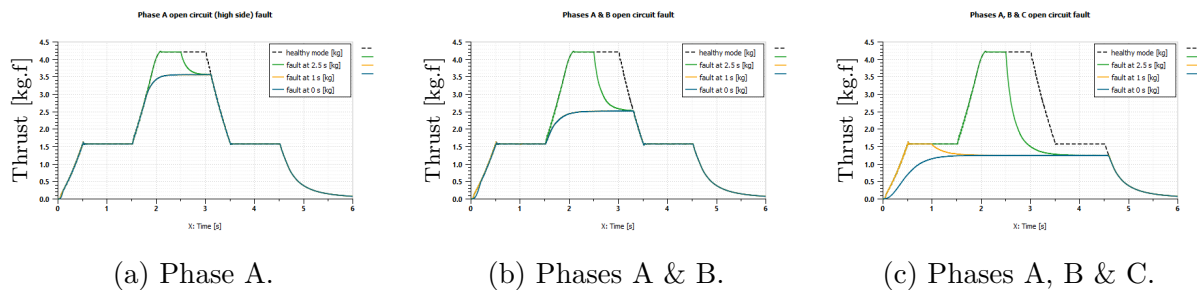 Phase A open circuit (high side) fault
Thrust [kg.f]
4.5
4.0
3.5
3.0
2.5
2.0
1.5
1.0
0.5
0.0
healthy mode [kg]
fault at 2.5 s [kg]
fault at 1 s [kg]
fault at 0 s [kg]
0 1 2 3 4 5 6
X: Time [s]
(a) Phase A.
Phases A & B open circuit fault
Thrust [kg.f]
4.5
4.0
3.5
3.0
2.5
2.0
1.5
1.0
0.5
0.0
healthy mode [kg]
fault at 2.5 s [kg]
fault at 1 s [kg]
fault at 0 s [kg]
0 1 2 3 4 5 6
X: Time [s]
(b) Phases A & B.
Phases A, B & C open circuit fault
Thrust [kg.f]
4.5
4.0
3.5
3.0
2.5
2.0
1.5
1.0
0.5
0.0
healthy mode [kg]
fault at 2.5 s [kg]
fault at 1 s [kg]
fault at 0 s [kg]
0 1 2 3 4 5 6
X: Time [s]
(c) Phases A, B & C.